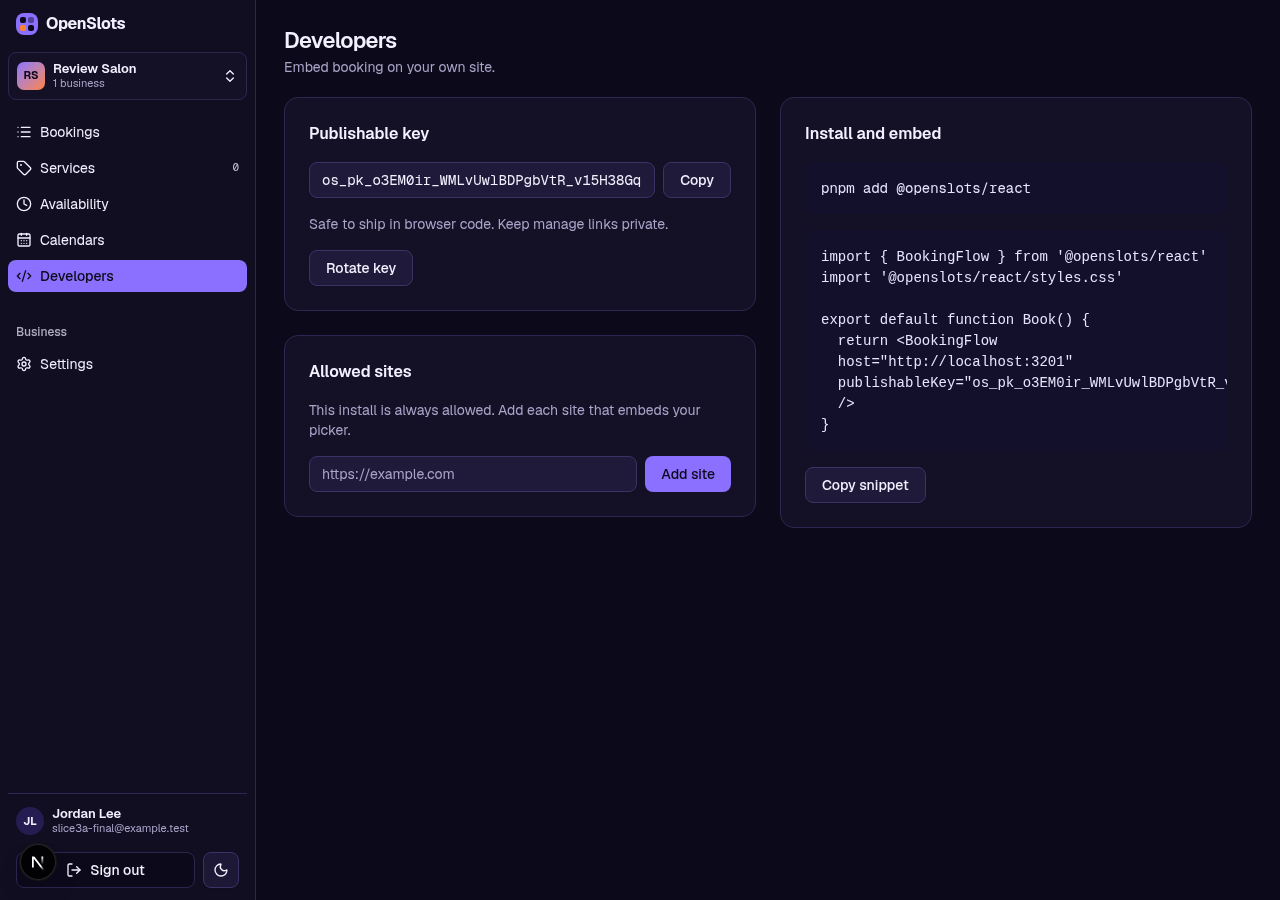 OpenSlots
RS
Review Salon
1 business
Bookings
Services 0
Availability
Calendars
Developers
Business
Settings
JL
Jordan Lee
slice3a-final@example.test
N
Sign out
Developers
Embed booking on your own site.
Publishable key
os_pk_o3EM0ir_WMLvUwlBDPgbVtR_v15H38Gq
Copy
Safe to ship in browser code. Keep manage links private.
Rotate key
Allowed sites
This install is always allowed. Add each site that embeds your
picker.
https://example.com
Add site
Install and embed
pnpm add @openslots/react
import { BookingFlow } from '@openslots/react'
import '@openslots/react/styles.css'
export default function Book() {
return <BookingFlow
host="http://localhost:3201"
publishableKey="os_pk_o3EM0ir_WMLvUwlBDPgbVtR_v
/>
}
Copy snippet